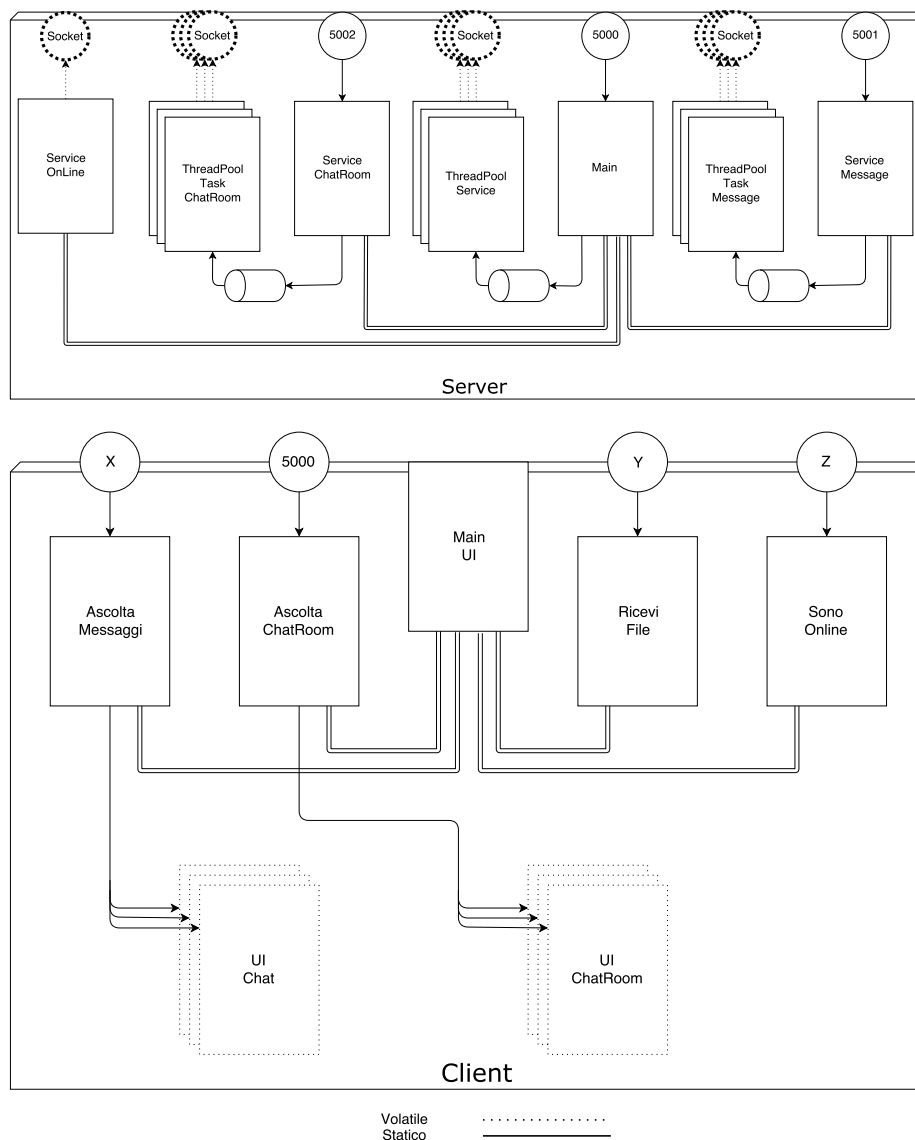 Socket
Socket
5002
Socket
5000
Socket
5001
Service
OnLine
ThreadPool
Task
ChatRoom
Service
ChatRoom
ThreadPool
Service
Main
ThreadPool
Task
Message
Service
Message
Server
X
5000
Y
Z
Main
UI
Ascolta
Messaggi
Ascolta
ChatRoom
Ricevi
File
Sono
Online
UI
Chat
UI
ChatRoom
Client
Volatile
Statico